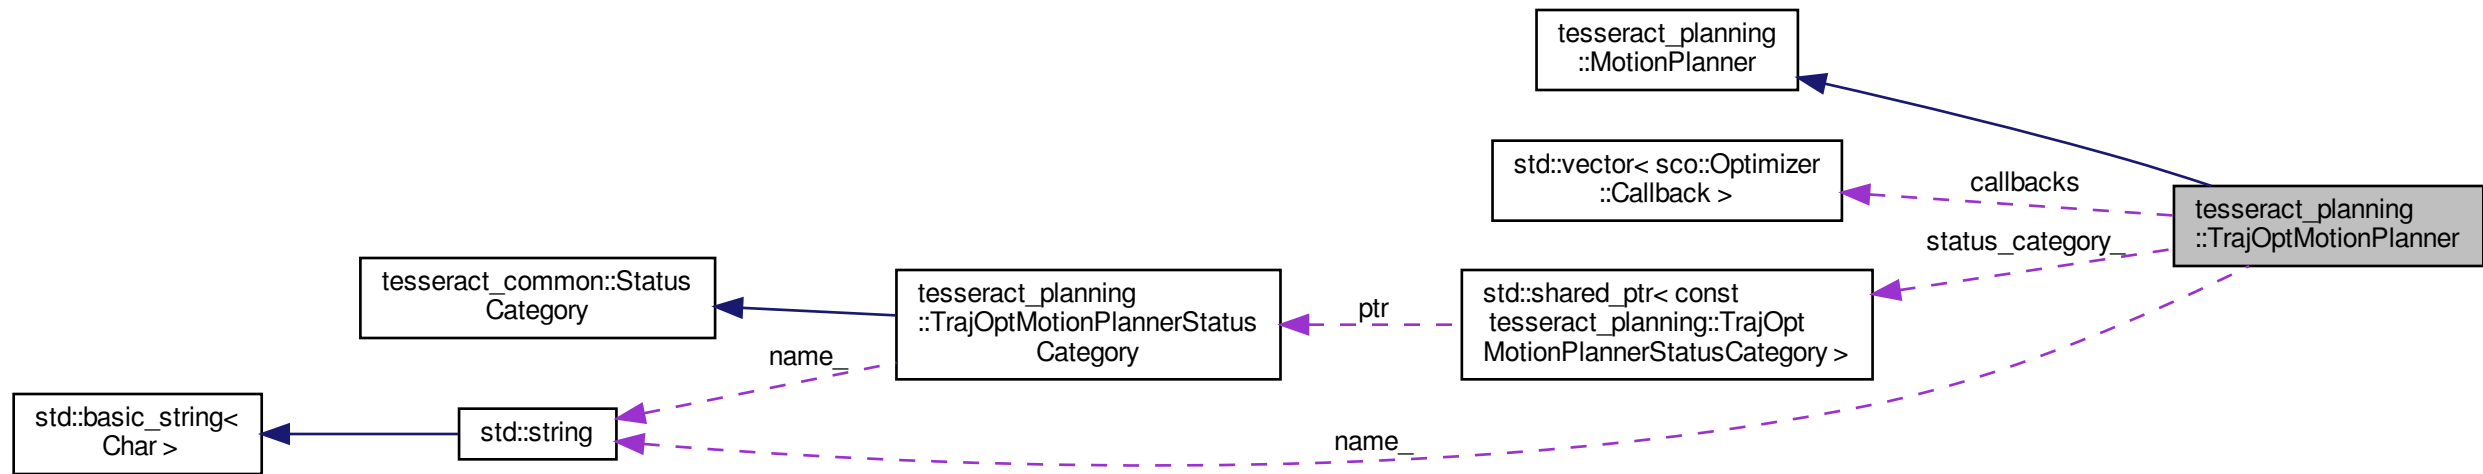 tesseract_planning
::MotionPlanner
std::vector< sco::Optimizer
::Callback >
callbacks
tesseract_planning
::TrajOptMotionPlanner
status_category_
tesseract_common::Status
Category
tesseract_planning
::TrajOptMotionPlannerStatus
Category
ptr
std::shared_ptr< const
tesseract_planning::TrajOpt
MotionPlannerStatusCategory >
name_
std::basic_string<
Char >
std::string
name_